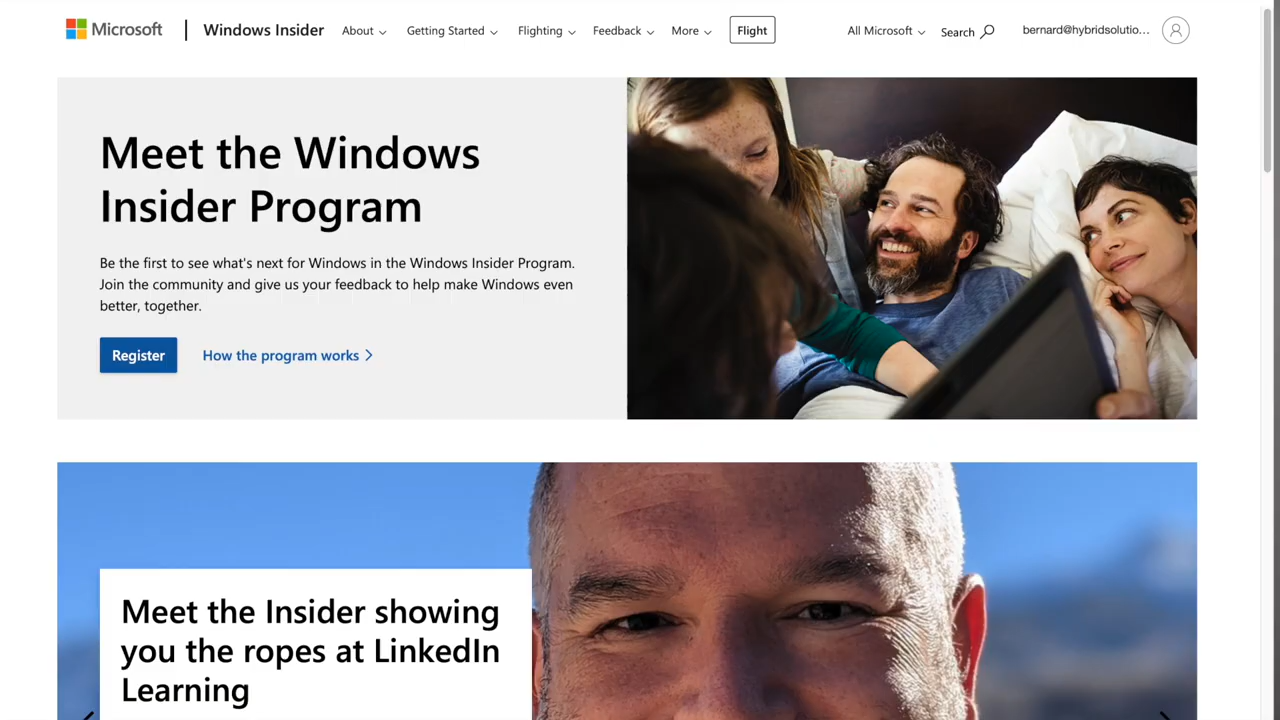 Microsoft
Windows Insider
About
Getting Started
Flighting
Feedback
More
Flight
All Microsoft
Search
bernard@hybridsolutio...
Meet the Windows
Insider Program
Be the first to see what's next for Windows in the Windows Insider Program.
Join the community and give us your feedback to help make Windows even
better, together.
Register
How the program works
Meet the Insider showing
you the ropes at LinkedIn
Learning